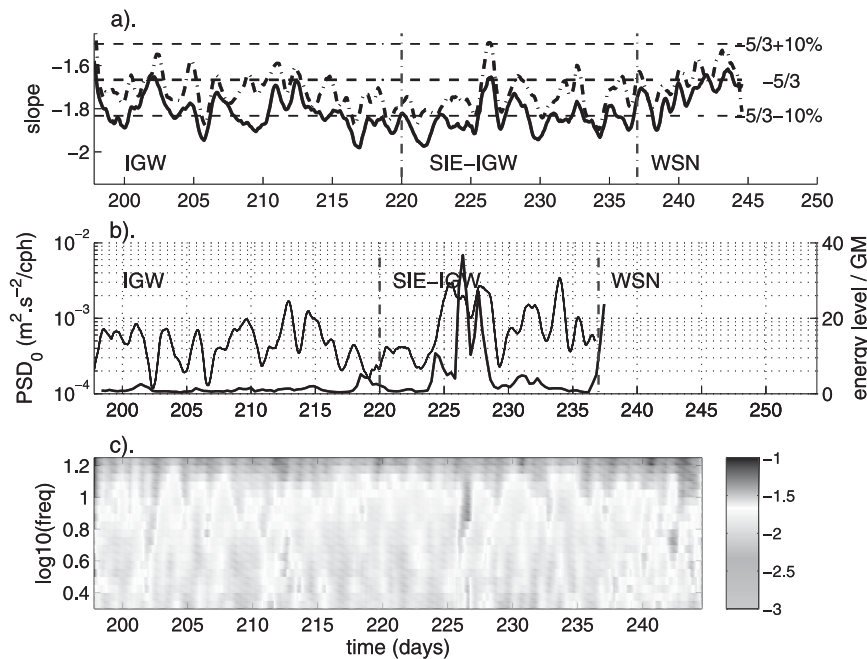 a).
-5/3+10%
-5/3
-5/3-10%
-1.6
-1.8
-2
slope
IGW SIE-IGW WSN
200 205 210 215 220 225 230 235 240 245 250
b).
10⁻²
10⁻³
10⁻⁴
PSD₀ (m².s⁻²/cph)
IGW SIE-IGW WSN
40
20
0
energy level / GM
200 205 210 215 220 225 230 235 240 245 250
c).
1.2
1
0.8
0.6
0.4
log10(freq)
-1
-1.5
-2
-2.5
-3
200 205 210 215 220 225 230 235 240
time (days)